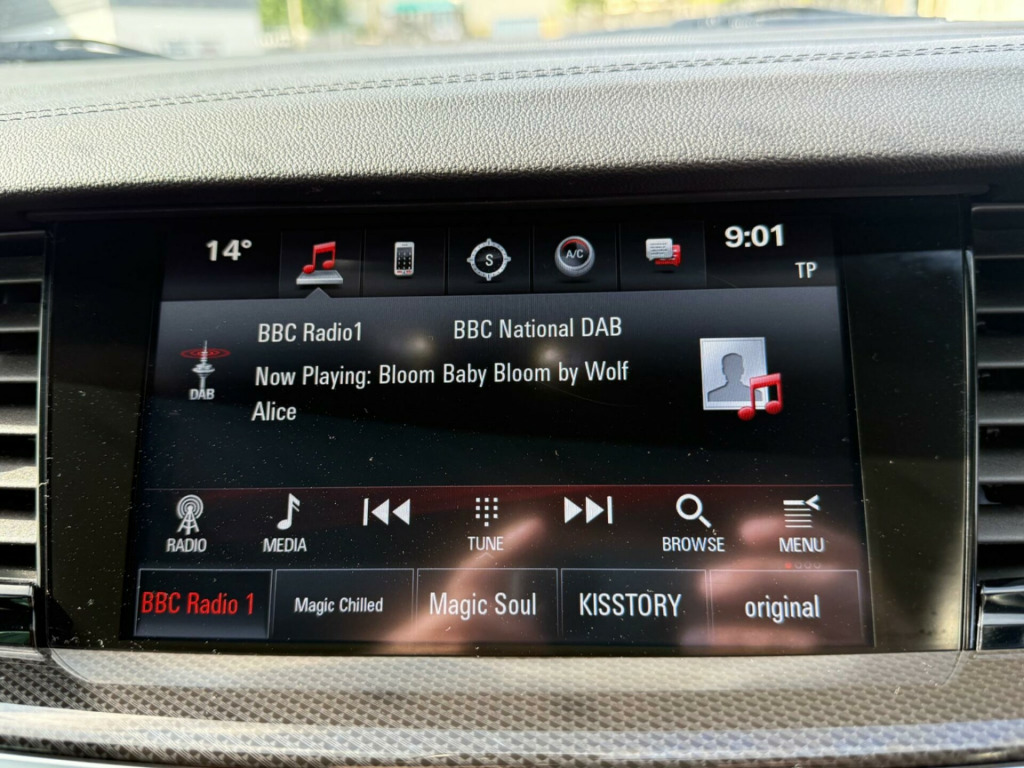 14° S A/C 9:01
TP
BBC Radio1 BBC National DAB
DAB
Now Playing: Bloom Baby Bloom by Wolf
Alice
RADIO MEDIA TUNE BROWSE MENU
BBC Radio 1 Magic Chilled Magic Soul KISSTORY original